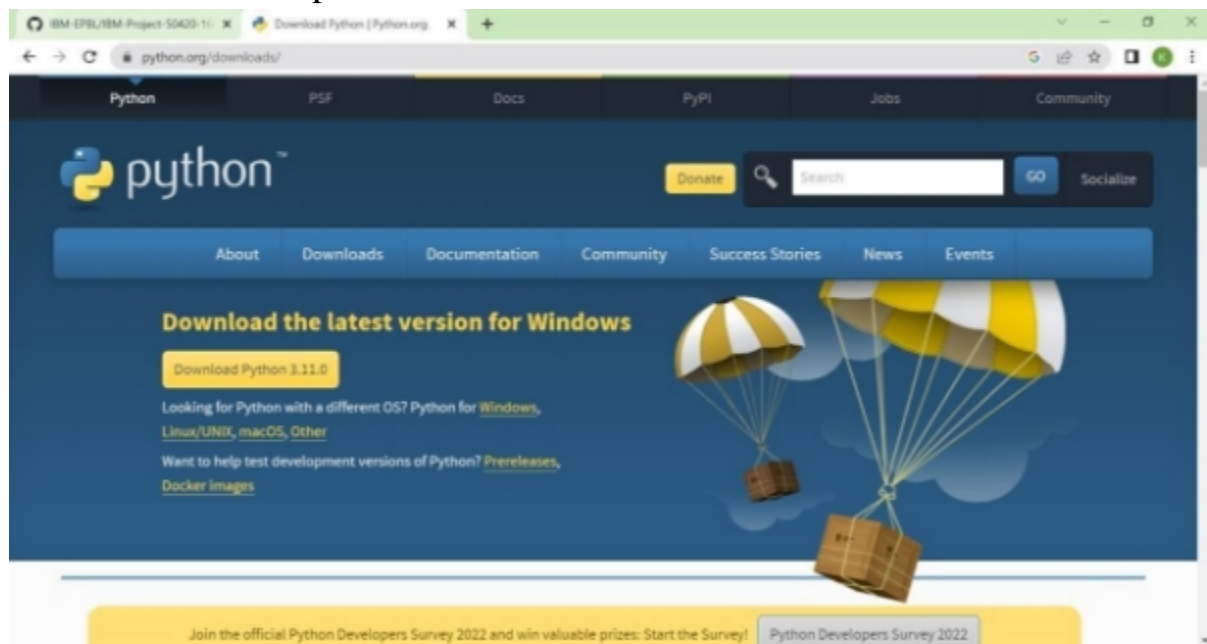 IBM-EPBL/IBM-Project-50420-16
Download Python | Python.org
python.org/downloads/
Python PSF Docs PyPI Jobs Community
python™
Donate Search GO Socialize
About Downloads Documentation Community Success Stories News Events
Download the latest version for Windows
Download Python 3.11.0
Looking for Python with a different OS? Python for Windows,
Linux/UNIX, macOS, Other
Want to help test development versions of Python? Prereleases,
Docker images
Join the official Python Developers Survey 2022 and win valuable prizes: Start the Survey! Python Developers Survey 2022